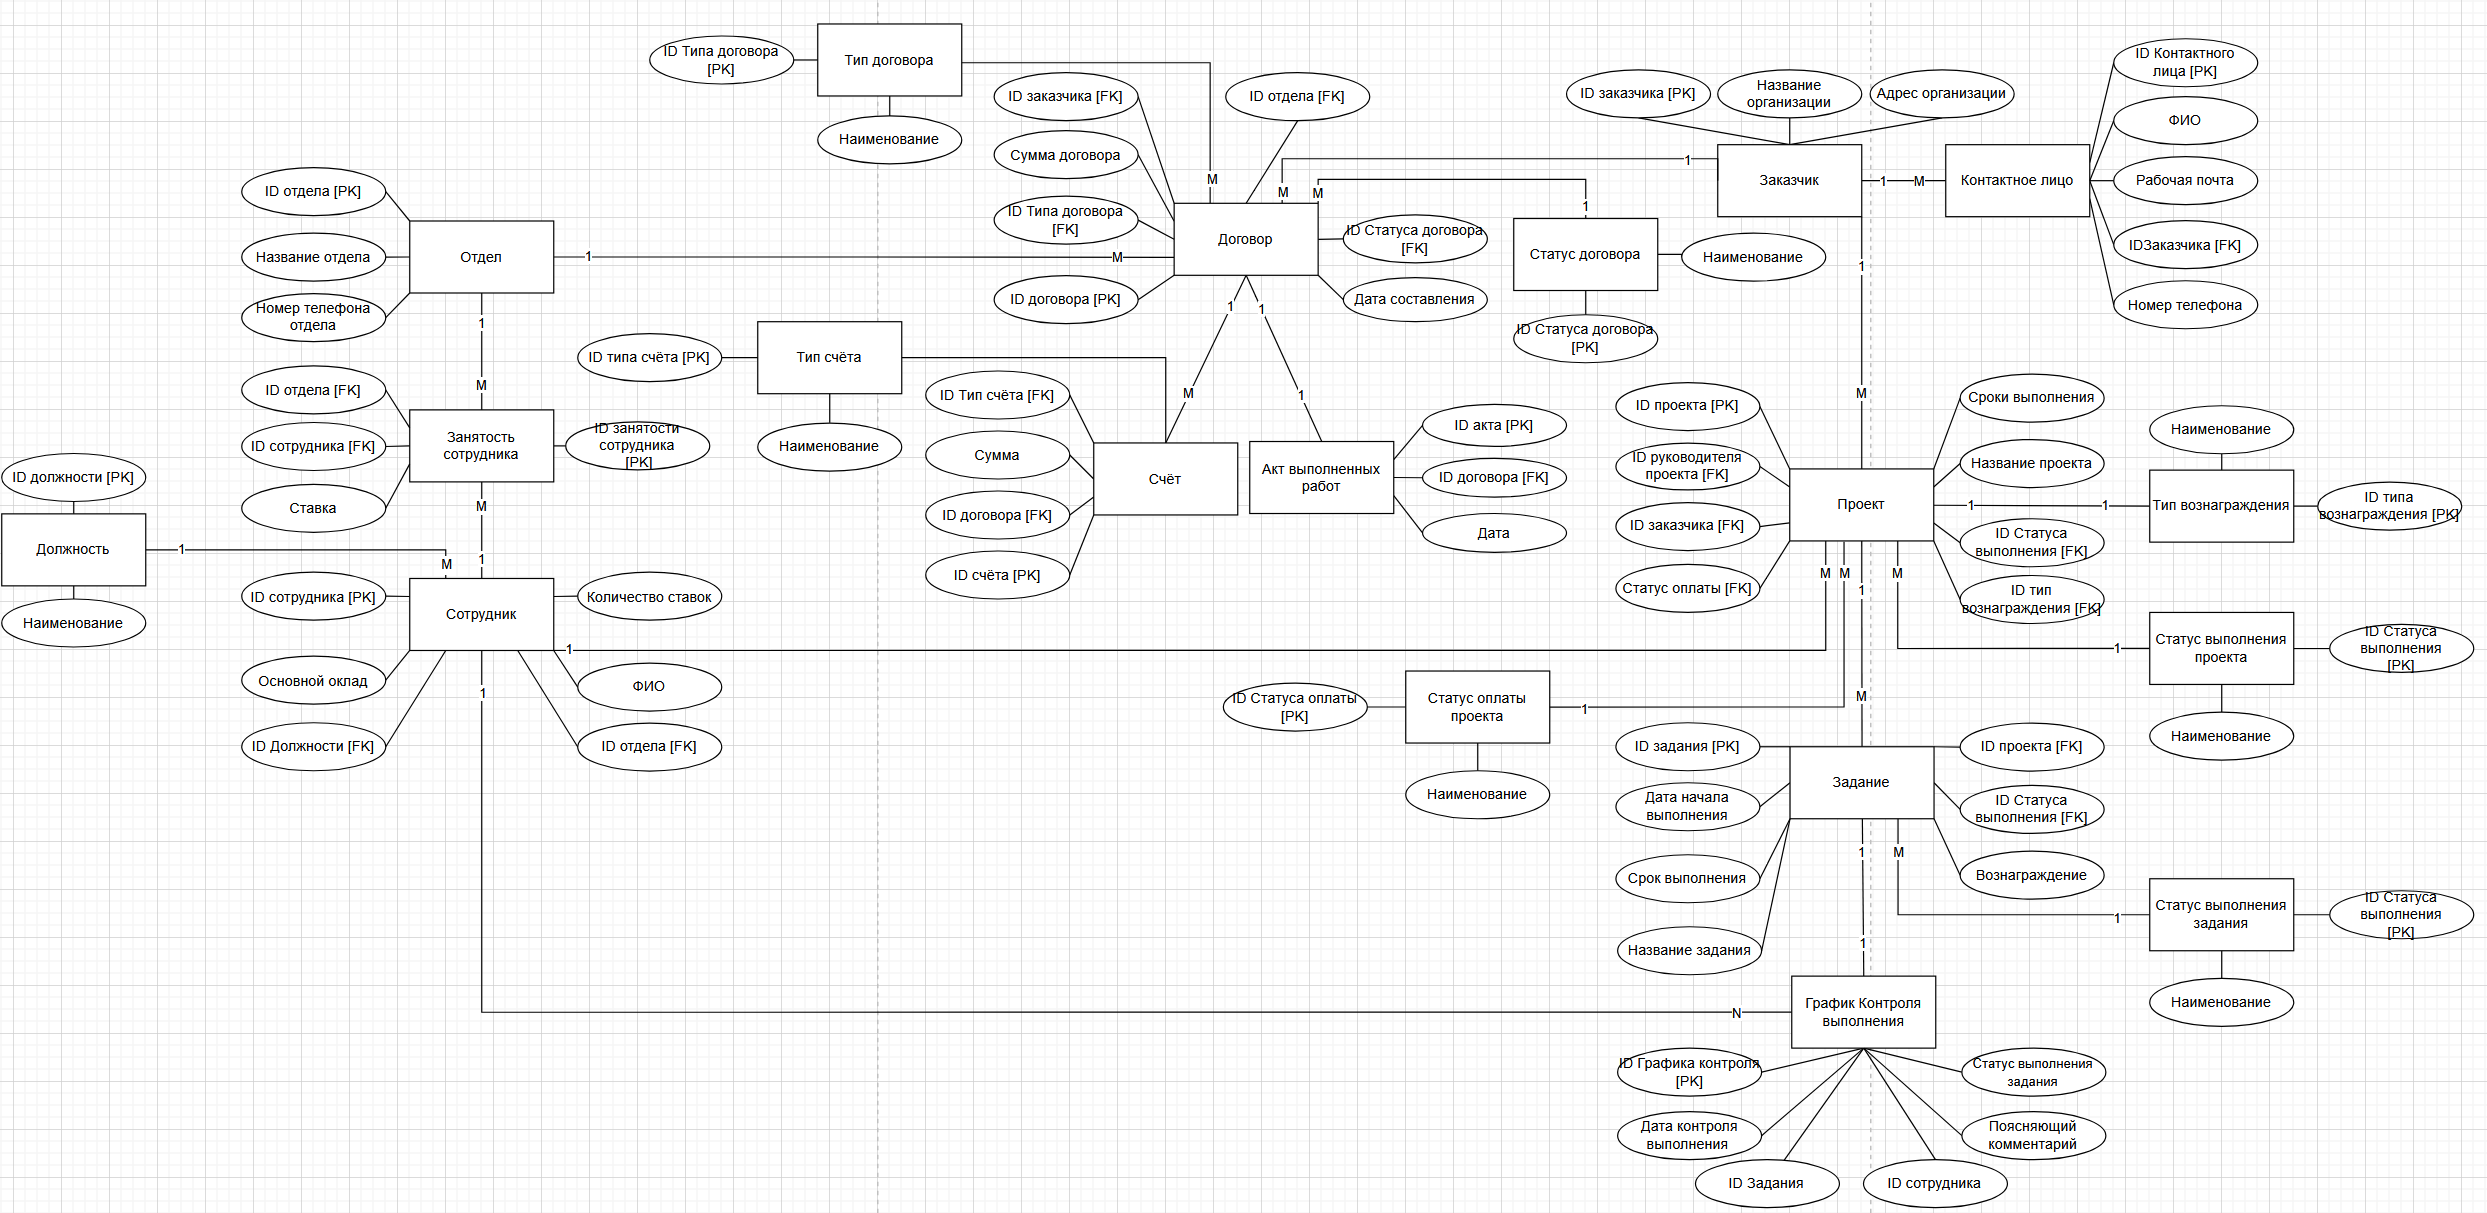 ID Типа договора
[PK]
Тип договора
Наименование
ID заказчика [FK]
Сумма договора
ID Типа договора
[FK]
ID договора [PK]
ID отдела [FK]
M
M
M
Договор
ID Статуса договора
[FK]
Дата составления
1
1
Статус договора
Наименование
ID Статуса договора
[PK]
ID заказчика [PK]
Название
организации
Адрес организации
Заказчик
1
M
Контактное лицо
ID Контактного
лица [PK]
ФИО
Рабочая почта
IDЗаказчика [FK]
Номер телефона
ID отдела [PK]
Название отдела
Номер телефона
отдела
Отдел
1
M
1
M
ID отдела [FK]
ID сотрудника [FK]
Ставка
Занятость
сотрудника
ID занятости
сотрудника
[PK]
M
1
ID должности [PK]
Должность
Наименование
1
M
ID сотрудника [PK]
Сотрудник
Количество ставок
1
Основной оклад
ФИО
ID Должности [FK]
ID отдела [FK]
1
ID типа счёта [PK]
Тип счёта
Наименование
1
1
M
1
ID Тип счёта [FK]
Сумма
ID договора [FK]
ID счёта [PK]
Счёт
Акт выполненных
работ
ID акта [PK]
ID договора [FK]
Дата
1
M
ID проекта [PK]
ID руководителя
проекта [FK]
ID заказчика [FK]
Статус оплаты [FK]
Проект
Сроки выполнения
Название проекта
1
1
ID Статуса
выполнения [FK]
ID тип
вознаграждения [FK]
Наименование
Тип вознаграждения
ID типа
вознаграждения [PK]
M
M
1
M
1
Статус выполнения
проекта
ID Статуса
выполнения
[PK]
Наименование
ID Статуса оплаты
[PK]
Статус оплаты
проекта
1
Наименование
M
ID задания [PK]
Дата начала
выполнения
Срок выполнения
Название задания
Задание
ID проекта [FK]
ID Статуса
выполнения [FK]
Вознаграждение
1
M
1
Статус выполнения
задания
ID Статуса
выполнения
[PK]
Наименование
1
N
График Контроля
выполнения
ID Графика контроля
[PK]
Статус выполнения
задания
Дата контроля
выполнения
Поясняющий
комментарий
ID Задания
ID сотрудника